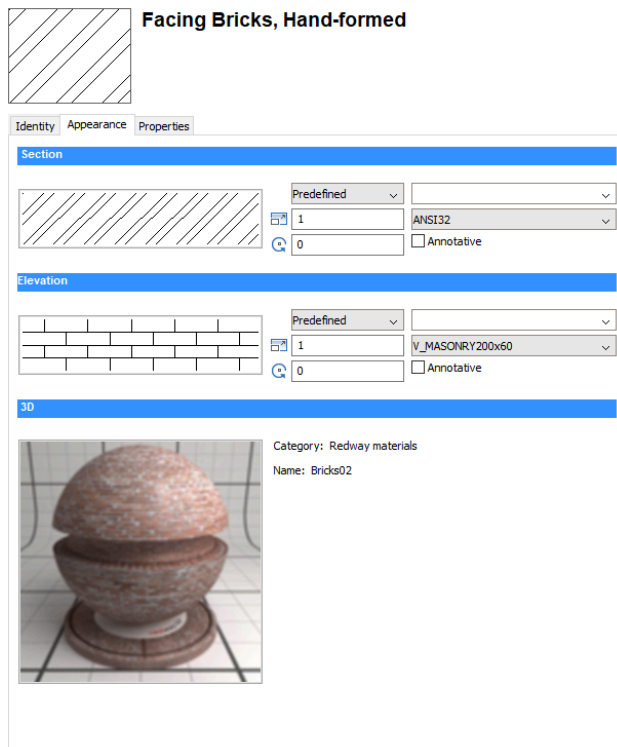 Facing Bricks, Hand-formed
Identity Appearance Properties
Section
Predefined
1 ANSI32
0 Annotative
Elevation
Predefined
1 V_MASONRY200x60
0 Annotative
3D
Category: Redway materials
Name: Bricks02